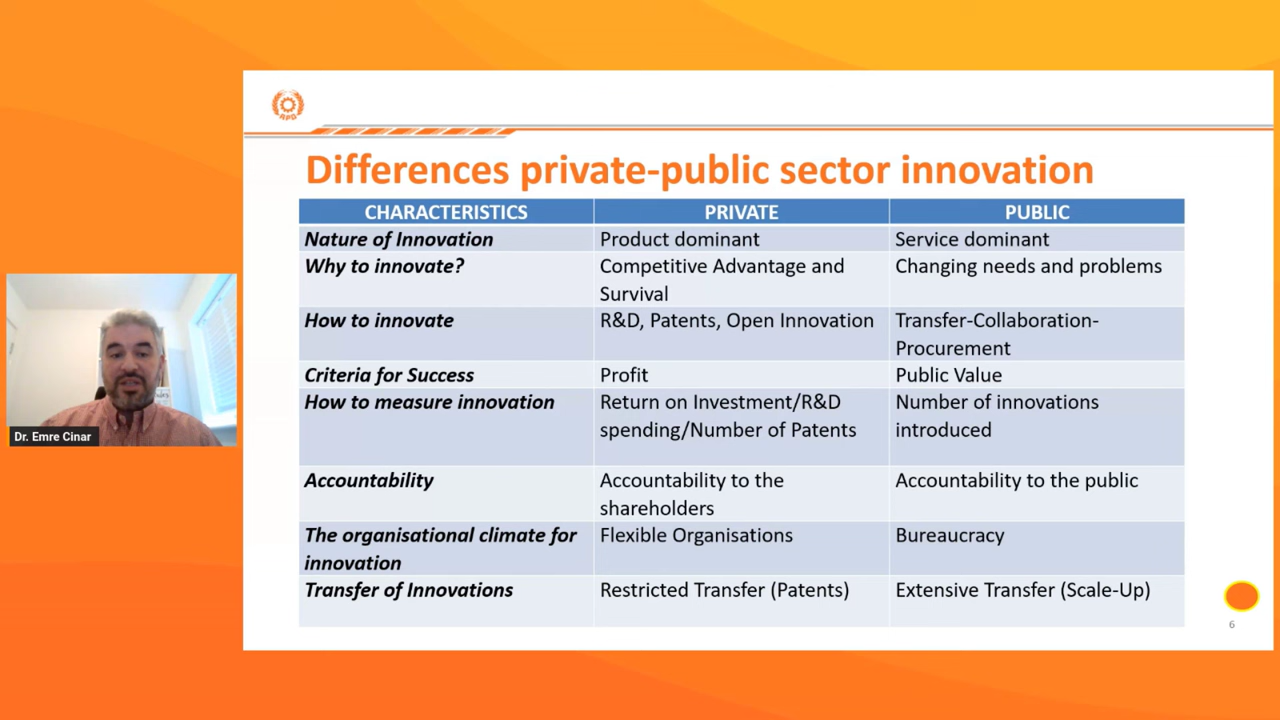 APO
Differences private-public sector innovation
CHARACTERISTICS PRIVATE PUBLIC
Nature of Innovation Product dominant Service dominant
Why to innovate? Competitive Advantage and Survival Changing needs and problems
How to innovate R&D, Patents, Open Innovation Transfer-Collaboration-Procurement
Criteria for Success Profit Public Value
How to measure innovation Return on Investment/R&D spending/Number of Patents Number of innovations introduced
Accountability Accountability to the shareholders Accountability to the public
The organisational climate for innovation Flexible Organisations Bureaucracy
Transfer of Innovations Restricted Transfer (Patents) Extensive Transfer (Scale-Up)
Dr. Emre Cinar
6